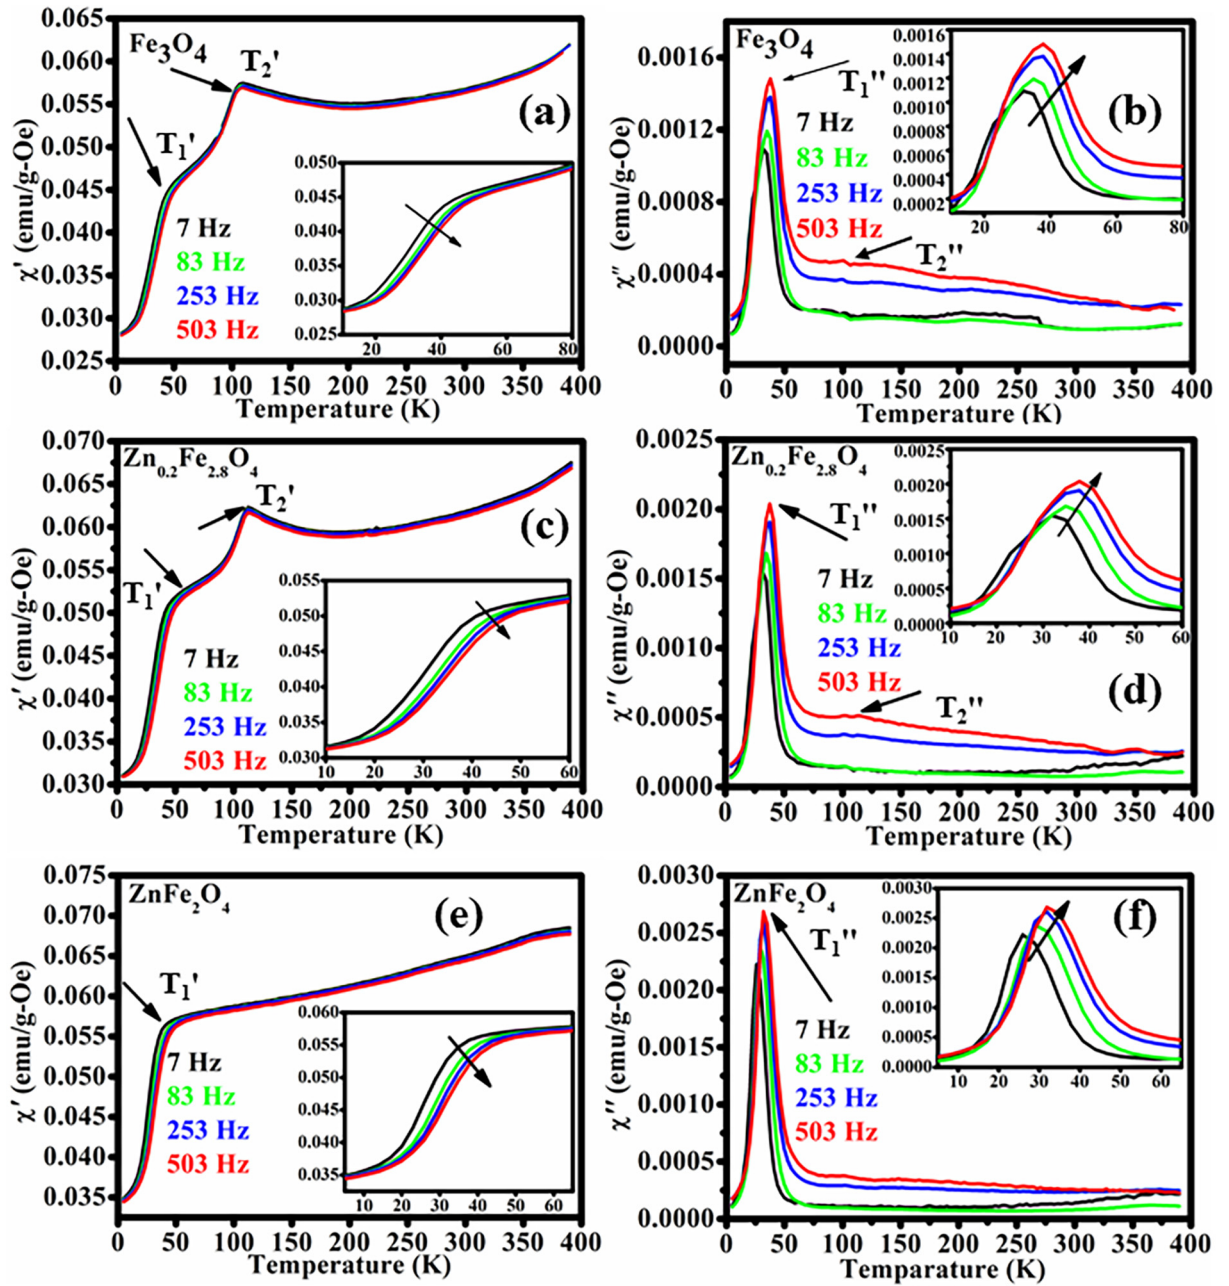 0.065
0.060
0.055
0.050
0.045
0.040
0.035
0.030
0.025
χ' (emu/g-Oe)
Fe3O4
T2'
T1'
(a)
7 Hz
83 Hz
253 Hz
503 Hz
0.050
0.045
0.040
0.035
0.030
0.025
20 40 60 80
0 50 100 150 200 250 300 350 400
Temperature (K)
0.0016
0.0012
0.0008
0.0004
0.0000
χ'' (emu/g-Oe)
Fe3O4
T1''
(b)
7 Hz
83 Hz
253 Hz
503 Hz
T2''
0.0016
0.0014
0.0012
0.0010
0.0008
0.0006
0.0004
0.0002
20 40 60 80
0 50 100 150 200 250 300 350 400
Temparature (K)
0.070
0.065
0.060
0.055
0.050
0.045
0.040
0.035
0.030
χ' (emu/g-Oe)
Zn0.2Fe2.8O4
T2'
T1'
(c)
7 Hz
83 Hz
253 Hz
503 Hz
0.055
0.050
0.045
0.040
0.035
0.030
10 20 30 40 50 60
0 50 100 150 200 250 300 350 400
Temperature (K)
0.0025
0.0020
0.0015
0.0010
0.0005
0.0000
χ'' (emu/g-Oe)
Zn0.2Fe2.8O4
T1''
7 Hz
83 Hz
253 Hz
503 Hz
(d)
T2''
0.0025
0.0020
0.0015
0.0010
0.0005
0.0000
10 20 30 40 50 60
0 50 100 150 200 250 300 350 400
Temparature (K)
0.075
0.070
0.065
0.060
0.055
0.050
0.045
0.040
0.035
χ' (emu/g-Oe)
ZnFe2O4
(e)
T1'
7 Hz
83 Hz
253 Hz
503 Hz
0.060
0.055
0.050
0.045
0.040
0.035
10 20 30 40 50 60
0 50 100 150 200 250 300 350 400
Temperature (K)
0.0030
0.0025
0.0020
0.0015
0.0010
0.0005
0.0000
χ'' (emu/g-Oe)
ZnFe2O4
T1''
(f)
7 Hz
83 Hz
253 Hz
503 Hz
0.0030
0.0025
0.0020
0.0015
0.0010
0.0005
0.0000
10 20 30 40 50 60
0 50 100 150 200 250 300 350 400
Temparature (K)